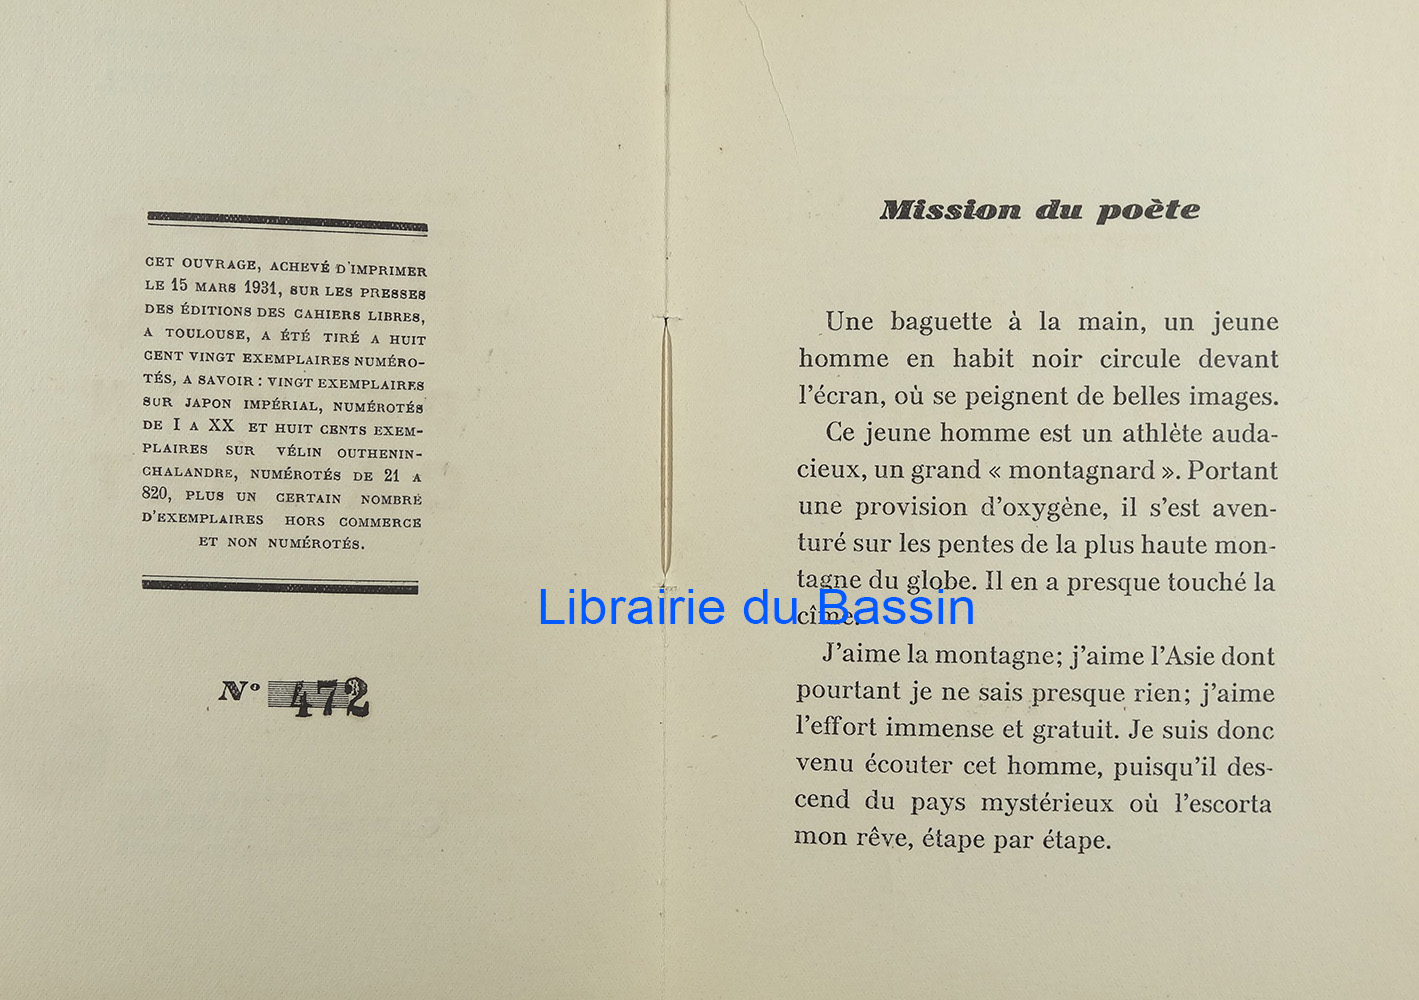 CET OUVRAGE, ACHEVÉ D'IMPRIMER
LE 15 MARS 1931, SUR LES PRESSES
DES ÉDITIONS DES CAHIERS LIBRES,
A TOULOUSE, A ÉTÉ TIRÉ A HUIT
CENT VINGT EXEMPLAIRES NUMÉRO-
TÉS, A SAVOIR : VINGT EXEMPLAIRES
SUR JAPON IMPÉRIAL, NUMÉROTÉS
DE I A XX ET HUIT CENTS EXEM-
PLAIRES SUR VÉLIN OUTHENIN-
CHALANDRE, NUMÉROTÉS DE 21 A
820, PLUS UN CERTAIN NOMBRE
D'EXEMPLAIRES HORS COMMERCE
ET NON NUMÉROTÉS.
N° 472
Mission du poète
Une baguette à la main, un jeune
homme en habit noir circule devant
l'écran, où se peignent de belles images.
Ce jeune homme est un athlète auda-
cieux, un grand « montagnard ». Portant
une provision d'oxygène, il s'est aven-
turé sur les pentes de la plus haute mon-
tagne du globe. Il en a presque touché la
cîme.
J'aime la montagne; j'aime l'Asie dont
pourtant je ne sais presque rien; j'aime
l'effort immense et gratuit. Je suis donc
venu écouter cet homme, puisqu'il des-
cend du pays mystérieux où l'escorta
mon rêve, étape par étape.
Librairie du Bassin